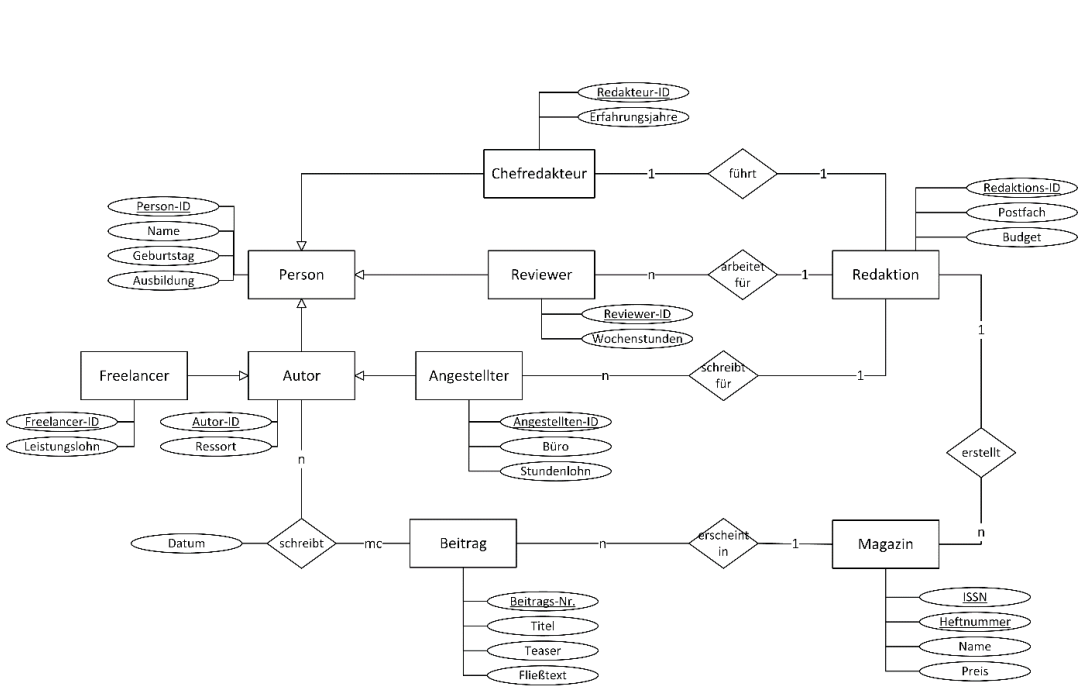 Redakteur-ID
Erfahrungsjahre
Chefredakteur
1
führt
1
Redaktions-ID
Postfach
Budget
Person-ID
Name
Geburtstag
Ausbildung
Person
Reviewer
n
arbeitet
für
1
Redaktion
Reviewer-ID
Wochenstunden
1
Freelancer
Autor
Angestellter
n
schreibt
für
1
Freelancer-ID
Leistungslohn
Autor-ID
Ressort
Angestellten-ID
Büro
Stundenlohn
n
erstellt
n
Datum
schreibt
mc
Beitrag
n
erscheint
in
1
Magazin
Beitrags-Nr.
Titel
Teaser
Fließtext
ISSN
Heftnummer
Name
Preis